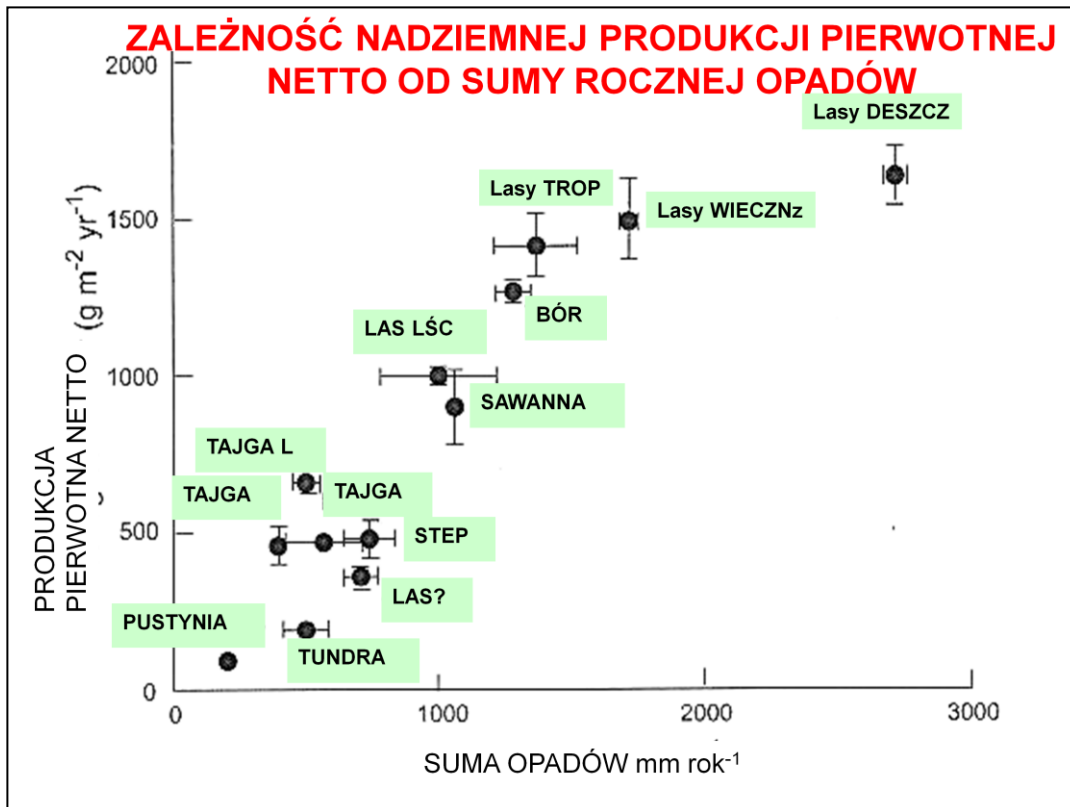 ZALEŻNOŚĆ NADZIEMNEJ PRODUKCJI PIERWOTNEJ
NETTO OD SUMY ROCZNEJ OPADÓW
2000
1500
1000
500
0
PRODUKCJA
PIERWOTNA NETTO (g m-2 yr-1)
Lasy DESZCZ
Lasy TROP
Lasy WIECZNz
BÓR
LAS LŚC
SAWANNA
TAJGA L
TAJGA
TAJGA
STEP
LAS?
PUSTYNIA
TUNDRA
0
1000
2000
3000
SUMA OPADÓW mm rok-1